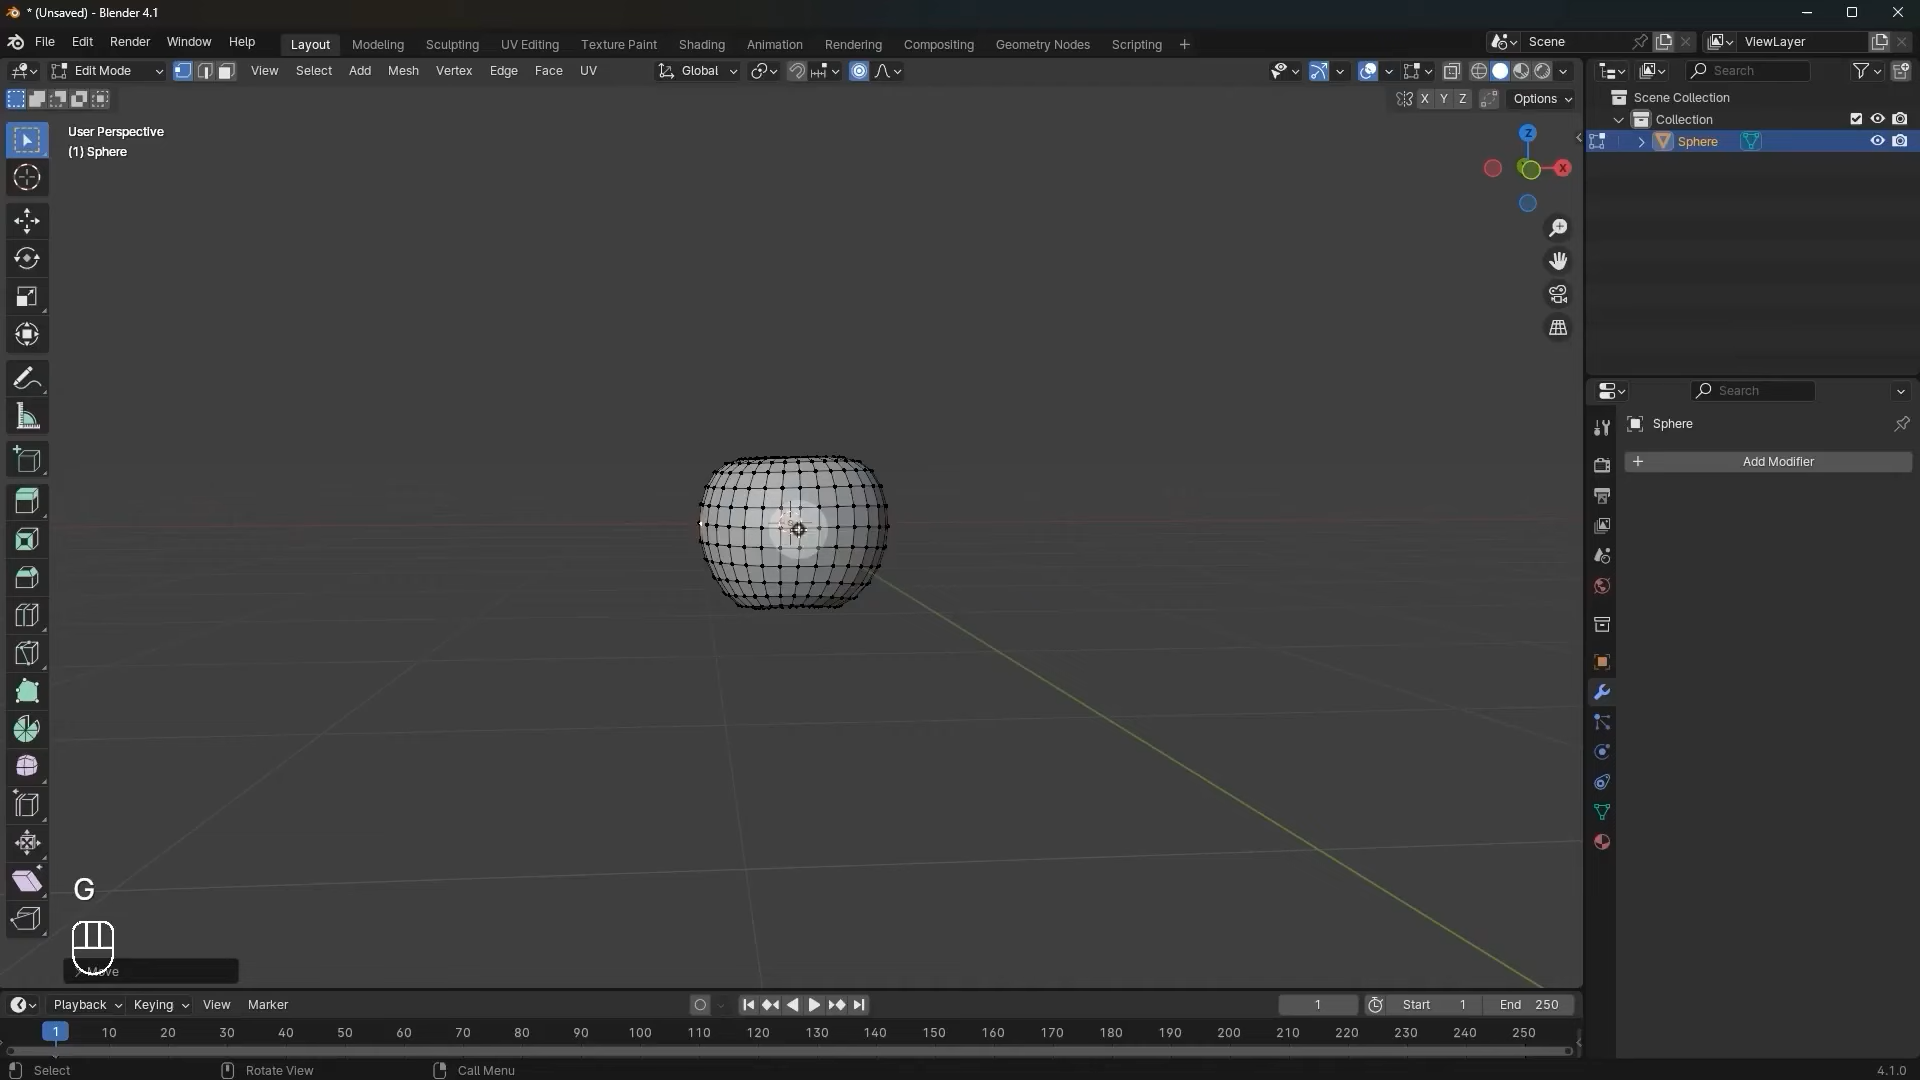 * (Unsaved) - Blender 4.1
File Edit Render Window Help Layout Modeling Sculpting UV Editing Texture Paint Shading Animation Rendering Compositing Geometry Nodes Scripting + Scene ViewLayer
Edit Mode View Select Add Mesh Vertex Edge Face UV Global Search
X Y Z Options
User Perspective
(1) Sphere
Scene Collection
Collection
Sphere
Z
X
Search
Sphere
+ Add Modifier
G
Move
Playback Keying View Marker 1 Start 1 End 250
1 10 20 30 40 50 60 70 80 90 100 110 120 130 140 150 160 170 180 190 200 210 220 230 240 250
Select Rotate View Call Menu 4.1.0